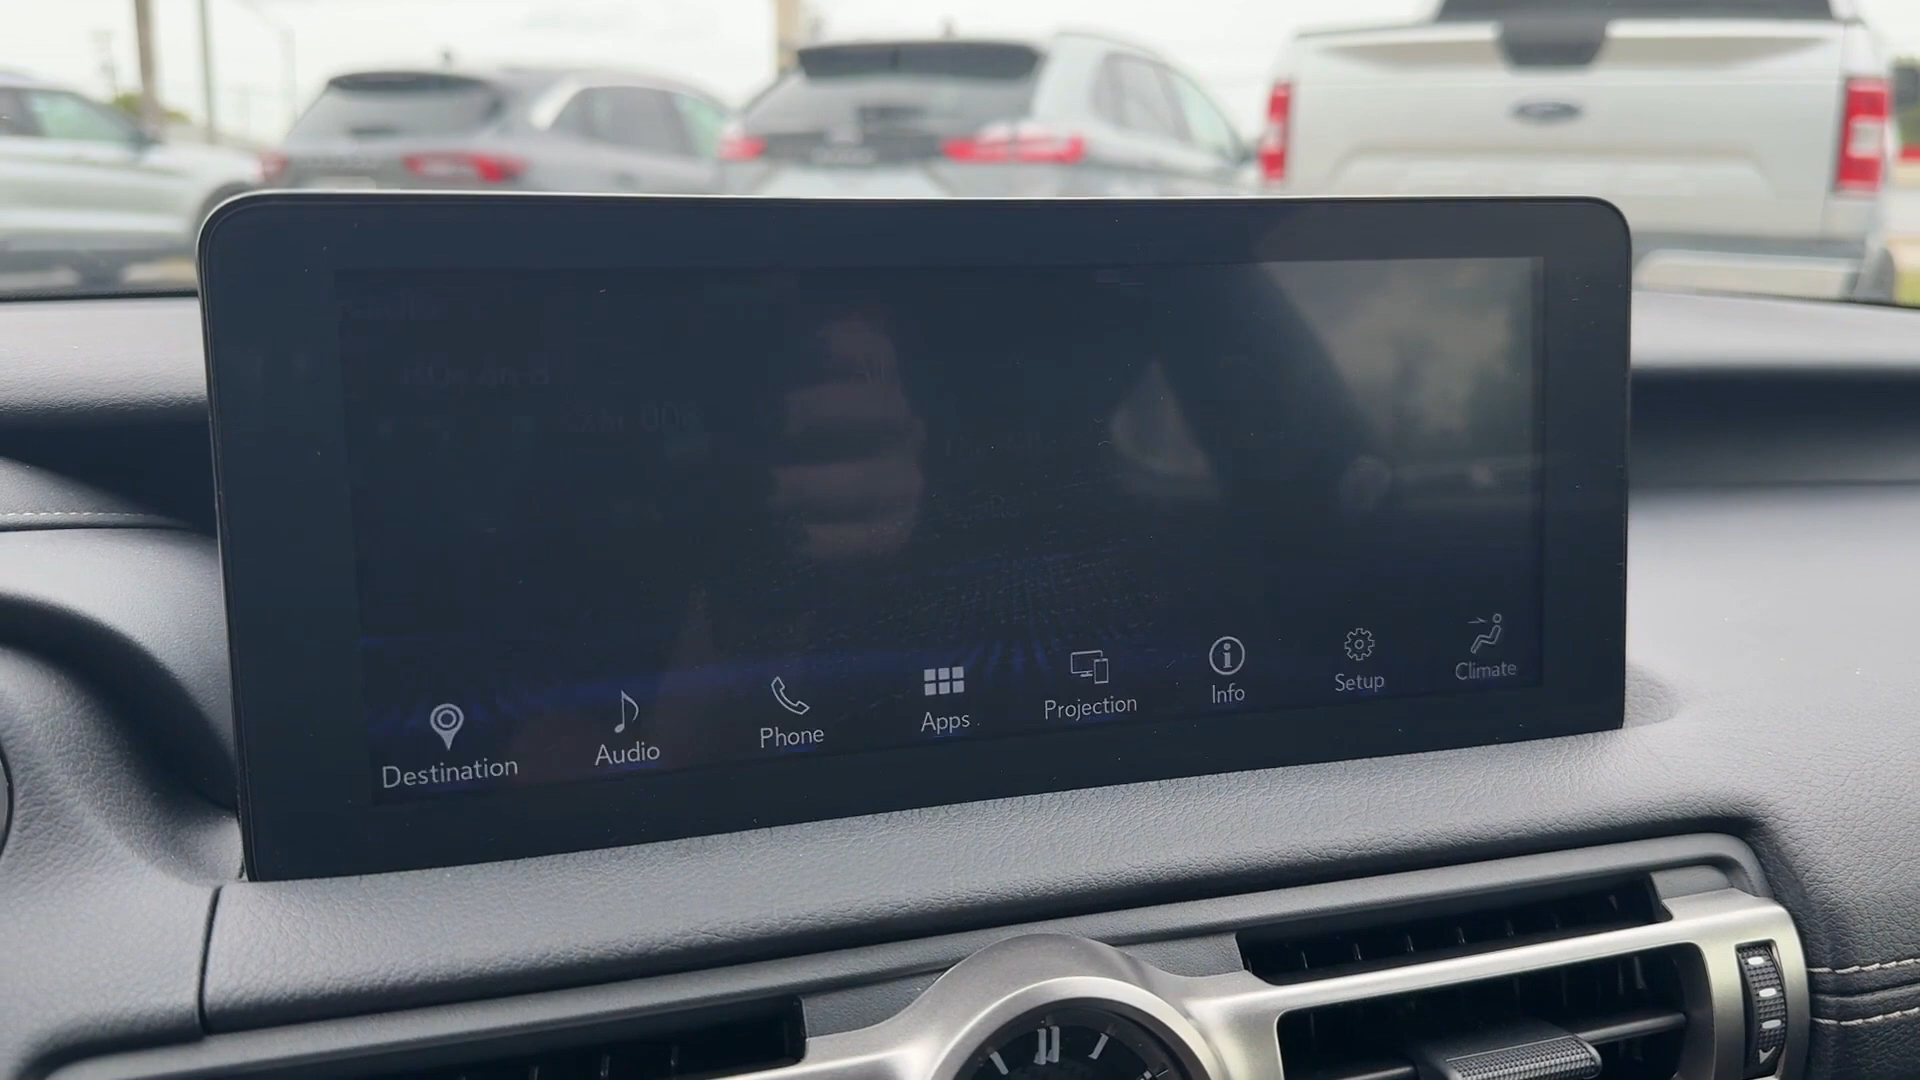 Destination
Audio
Phone
Apps
Projection
Info
Setup
Climate